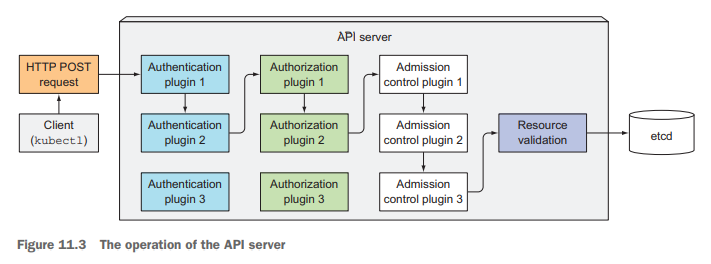 API server
HTTP POST
request
Client
(kubectl)
Authentication
plugin 1
Authentication
plugin 2
Authentication
plugin 3
Authorization
plugin 1
Authorization
plugin 2
Authorization
plugin 3
Admission
control plugin 1
Admission
control plugin 2
Admission
control plugin 3
Resource
validation
etcd
Figure 11.3 The operation of the API server